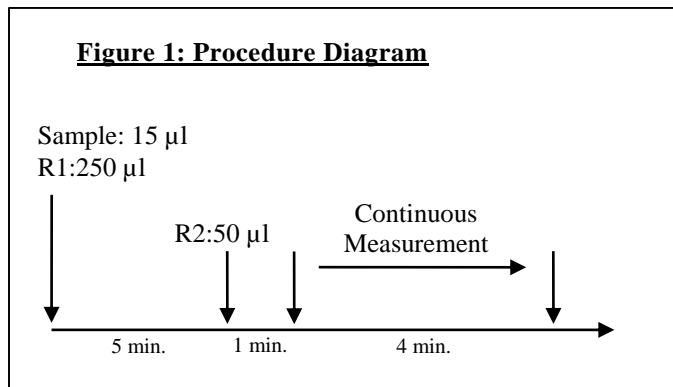 Figure 1: Procedure Diagram
Sample: 15 µl
R1:250 µl
R2:50 µl
Continuous
Measurement
5 min.
1 min.
4 min.